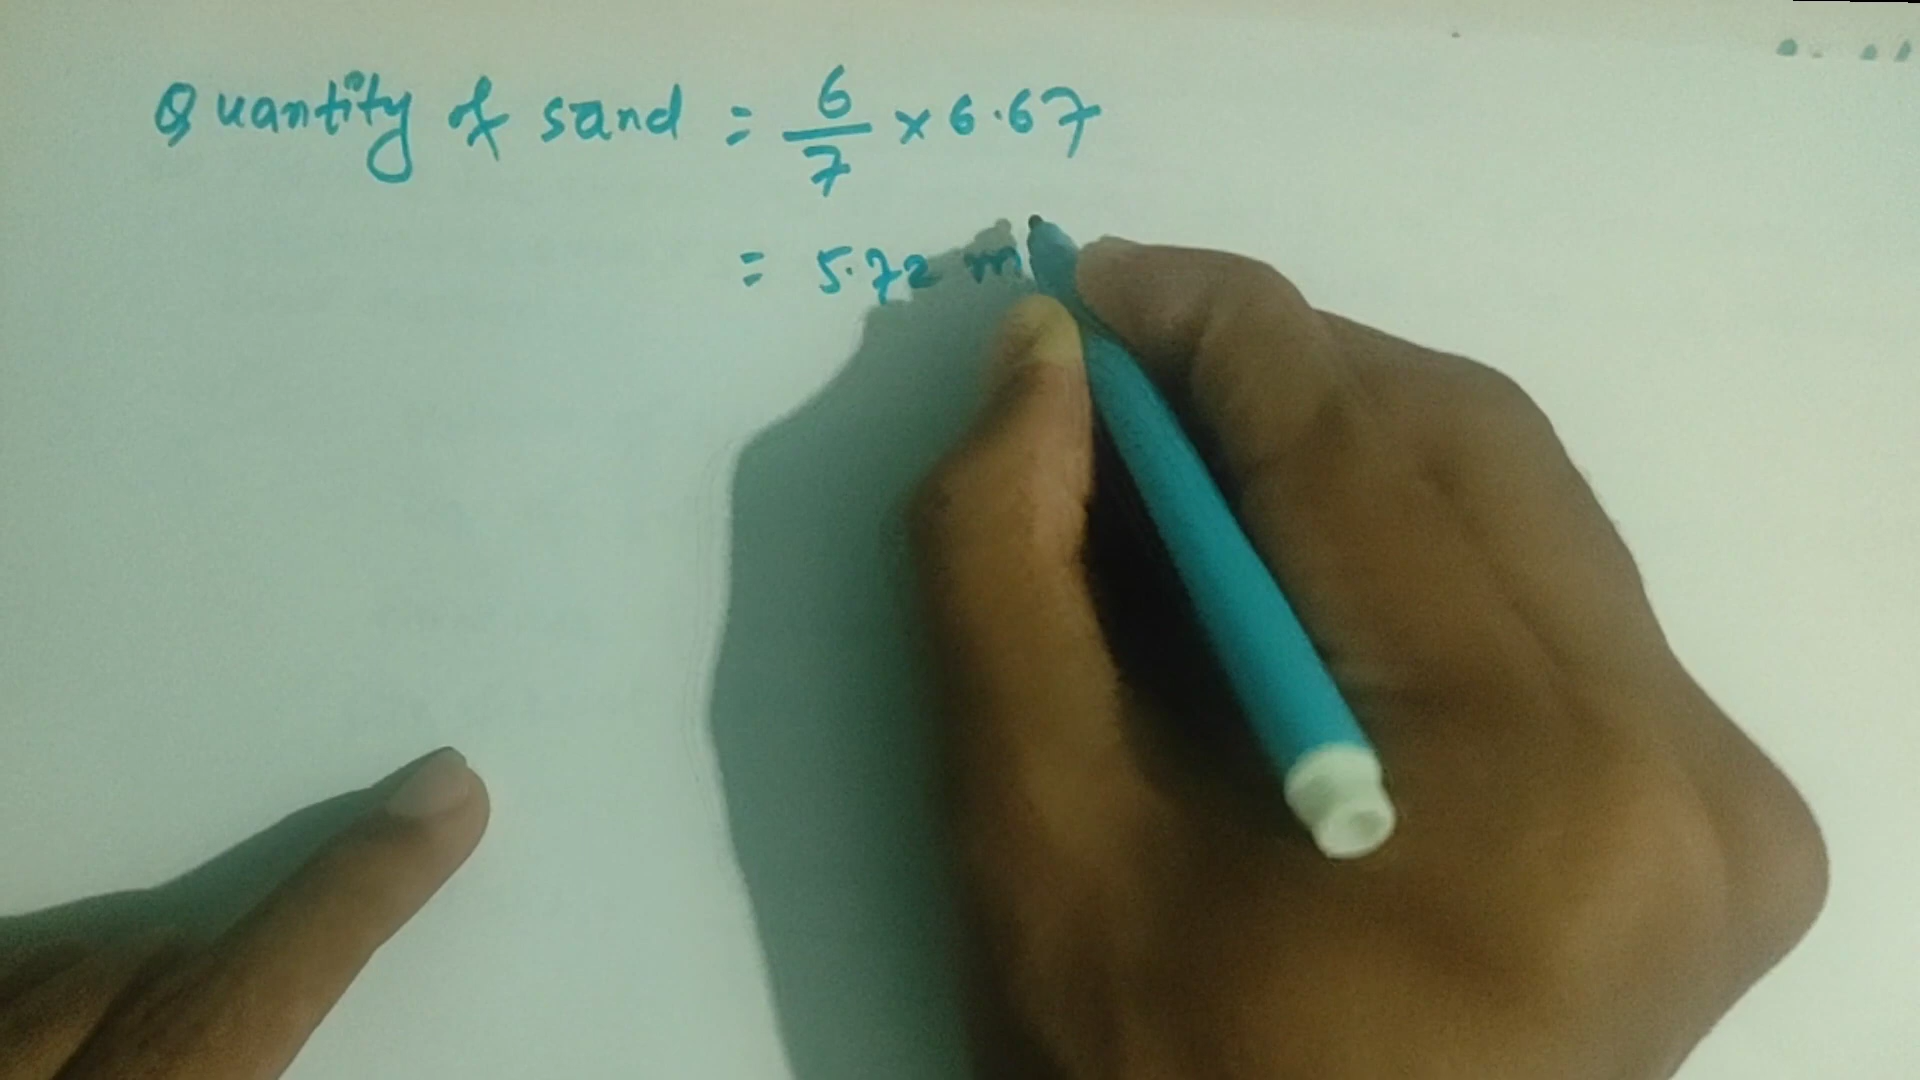 Quantity of sand = 6/7 × 6.67
= 5.72 m